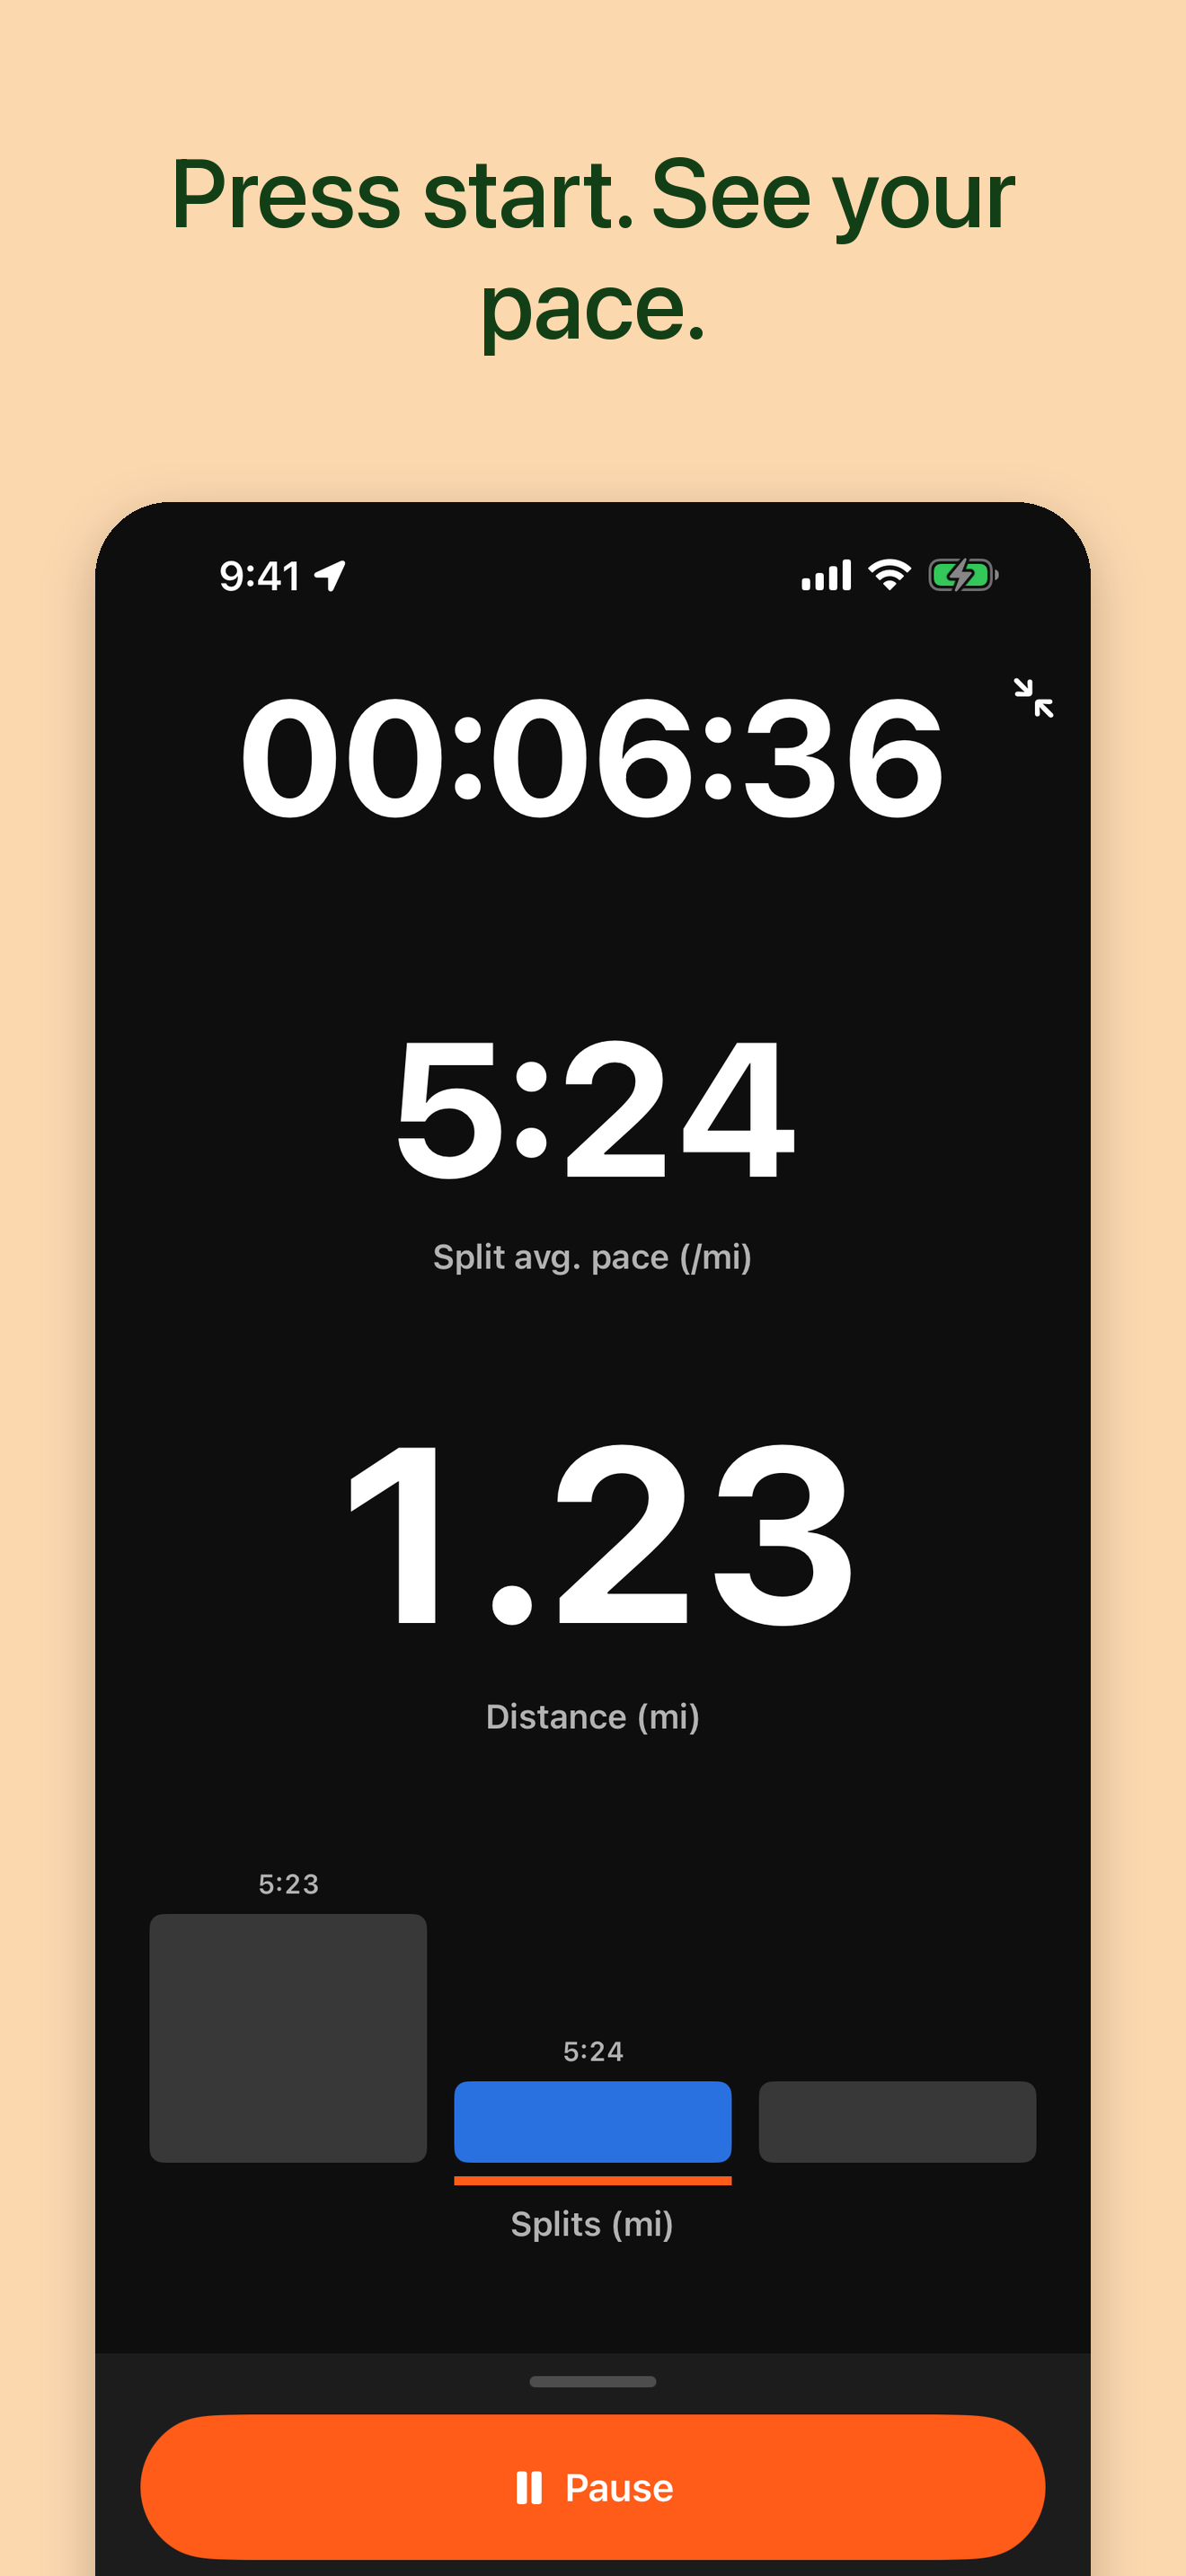 Press start. See your
pace.
9:41
00:06:36
5:24
Split avg. pace (/mi)
1.23
Distance (mi)
5:23
5:24
Splits (mi)
Pause